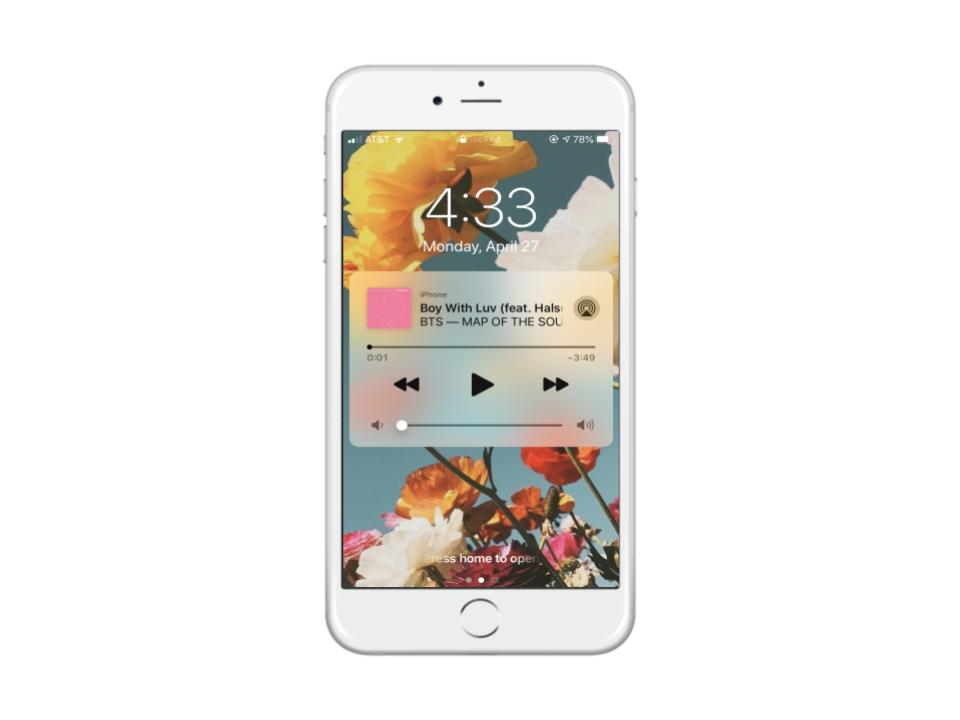 AT&T 78%
4:33
Monday, April 27
iPhone
Boy With Luv (feat. Hals
BTS — MAP OF THE SOU
0:01 -3:49
ress home to open